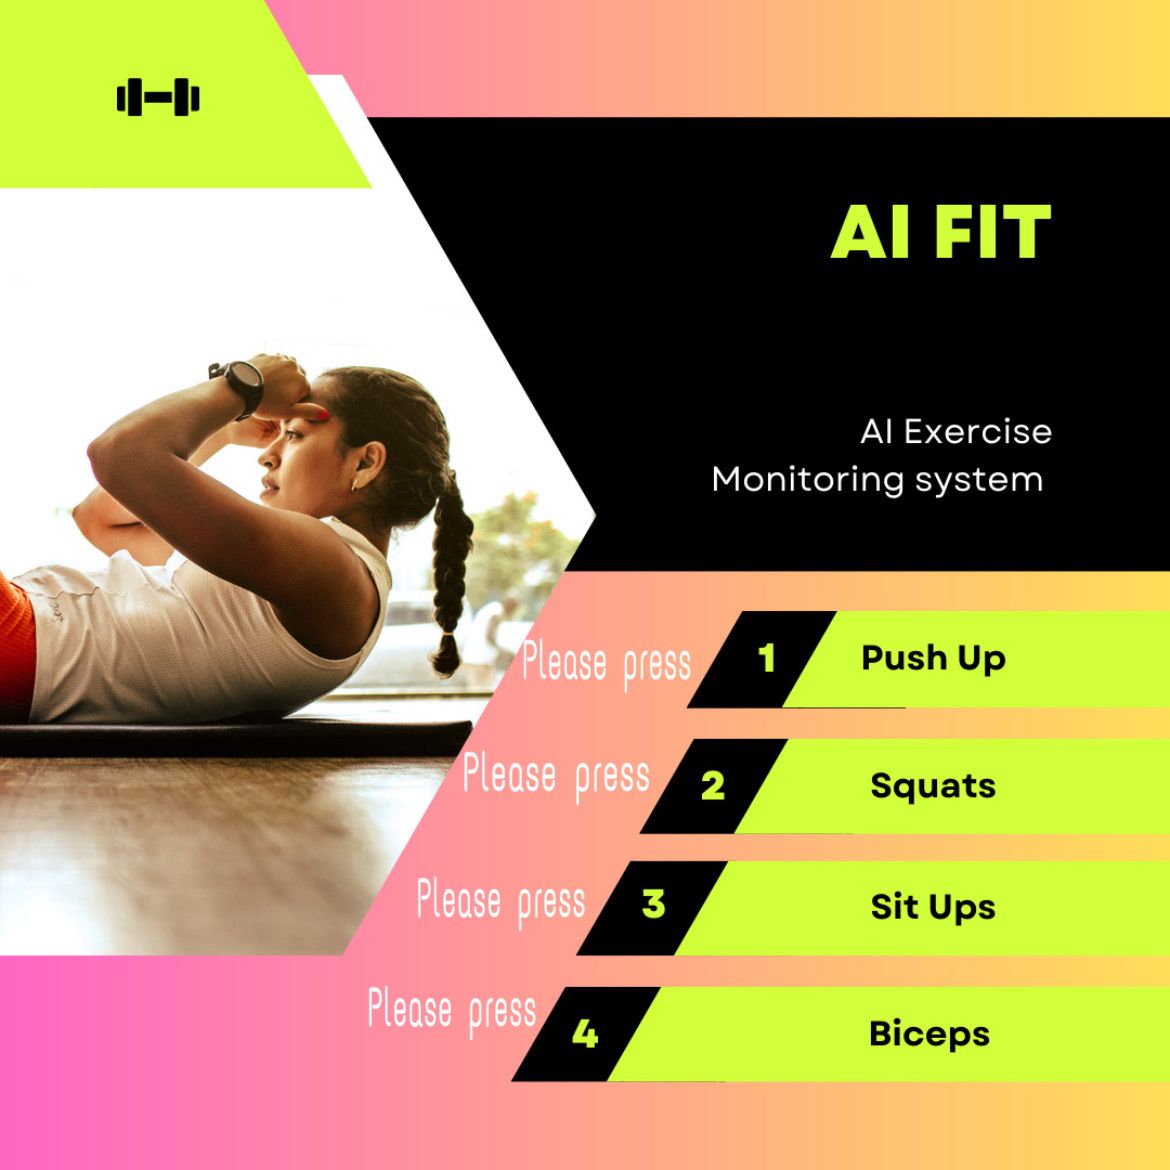 AI FIT
AI Exercise
Monitoring system
Please press 1 Push Up
Please press 2 Squats
Please press 3 Sit Ups
Please press 4 Biceps